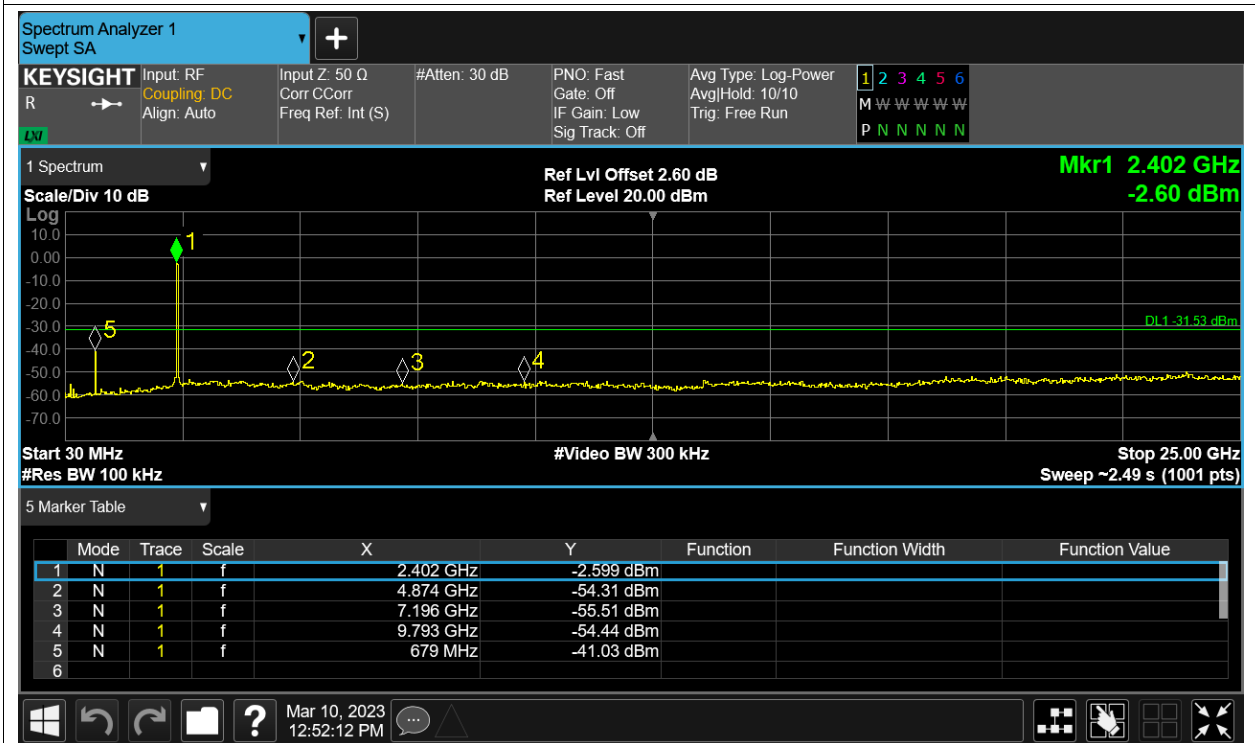 Spectrum Analyzer 1
Swept SA
KEYSIGHT Input: RF Input Z: 50 Ω #Atten: 30 dB PNO: Fast Avg Type: Log-Power 1 2 3 4 5 6
R Coupling: DC Corr CCorr Gate: Off Avg|Hold: 10/10 M W W W W W
Align: Auto Freq Ref: Int (S) IF Gain: Low Trig: Free Run
LXI Sig Track: Off P N N N N N
1 Spectrum Ref Lvl Offset 2.60 dB Mkr1 2.402 GHz
Scale/Div 10 dB Ref Level 20.00 dBm -2.60 dBm
Log
10.0 1
0.00
-10.0
-20.0
-30.0 5 DL1 -31.53 dBm
-40.0 2 3 4
-50.0
-60.0
-70.0
Start 30 MHz #Video BW 300 kHz Stop 25.00 GHz
#Res BW 100 kHz Sweep ~2.49 s (1001 pts)
5 Marker Table
Mode Trace Scale X Y Function Function Width Function Value
1 N 1 f 2.402 GHz -2.599 dBm
2 N 1 f 4.874 GHz -54.31 dBm
3 N 1 f 7.196 GHz -55.51 dBm
4 N 1 f 9.793 GHz -54.44 dBm
5 N 1 f 679 MHz -41.03 dBm
6
? Mar 10, 2023
12:52:12 PM